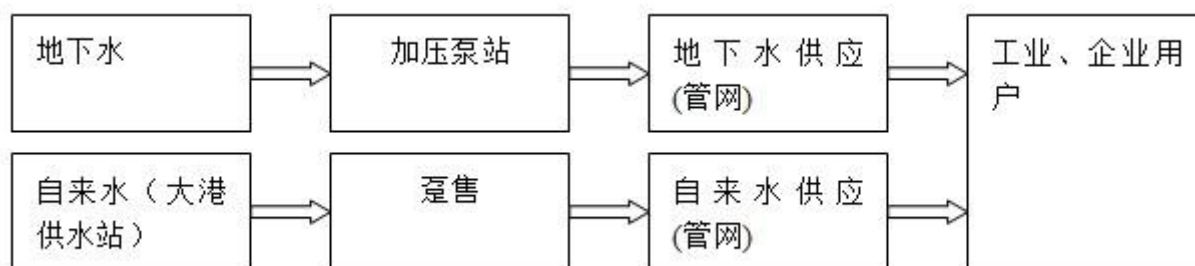 地下水
加压泵站
地下水供应
(管网)
工业、企业用
户
自来水（大港
供水站）
趸售
自来水供应
(管网)